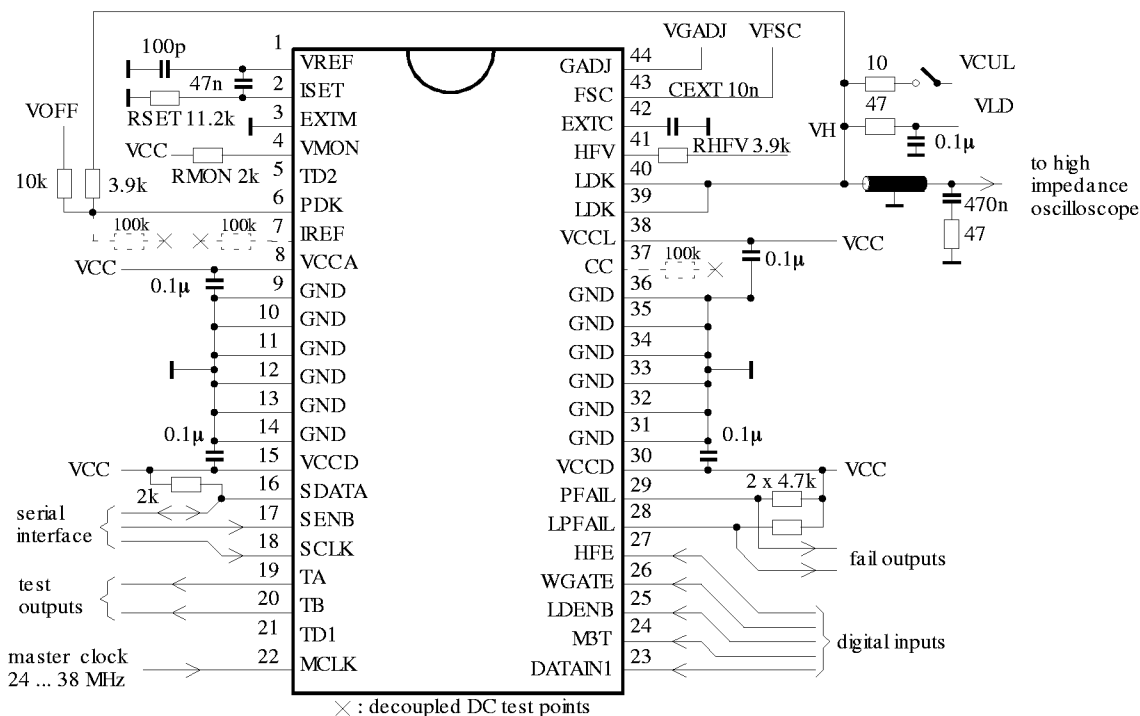 VGADJ VFSC
100p 1 VREF
47n 2 ISET
RSET 11.2k 3 EXTM
VOFF
VCC 4 VMON
RMON 2k 5 TD2
10k 3.9k 6 PDK
100k 100k 7 IREF
VCC 8 VCCA
0.1µ 9 GND
10 GND
11 GND
12 GND
13 GND
0.1µ 14 GND
VCC 15 VCCD
2k 16 SDATA
serial interface 17 SENB
18 SCLK
test outputs 19 TA
20 TB
21 TD1
master clock 24 ... 38 MHz 22 MCLK
GADJ 44
FSC 43 CEXT 10n
EXTC 42
HFV 41 RHFV 3.9k
LDK 40
LDK 39
VCCL 38 VCC
CC 37 100k 0.1µ
GND 36
GND 35
GND 34
GND 33
GND 32
GND 31 0.1µ
VCCD 30 VCC
PFAIL 29 2 x 4.7k
LPFAIL 28
HFE 27 fail outputs
WGATE 26
LDENB 25
M3T 24 digital inputs
DATAIN1 23
10 VCUL
47 VLD
VH 0.1µ
to high
impedance
oscilloscope
470n
47
× : decoupled DC test points